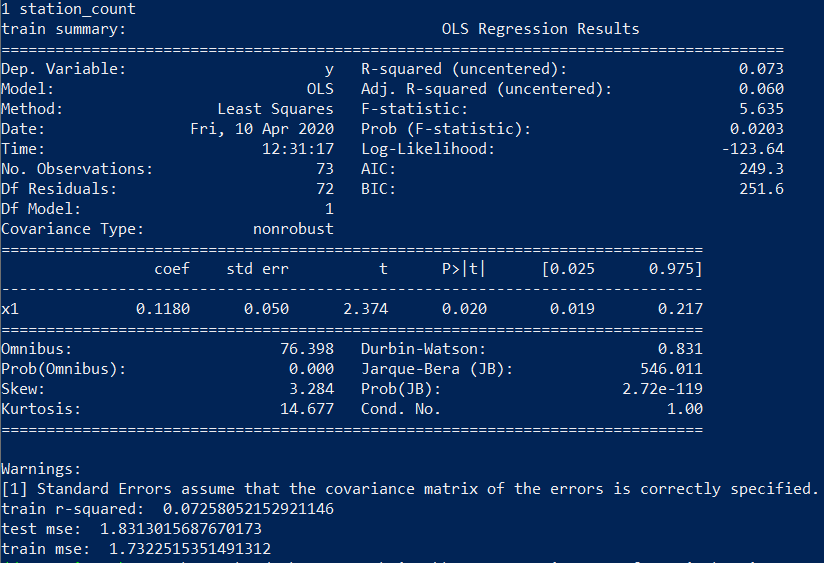 1 station_count
train summary:                                   OLS Regression Results
=======================================================================================
Dep. Variable:                      y   R-squared (uncentered):                   0.073
Model:                            OLS   Adj. R-squared (uncentered):              0.060
Method:                 Least Squares   F-statistic:                              5.635
Date:                Fri, 10 Apr 2020   Prob (F-statistic):                      0.0203
Time:                        12:31:17   Log-Likelihood:                         -123.64
No. Observations:                  73   AIC:                                      249.3
Df Residuals:                      72   BIC:                                      251.6
Df Model:                           1
Covariance Type:            nonrobust
==============================================================================
                 coef    std err          t      P>|t|      [0.025      0.975]
------------------------------------------------------------------------------
x1             0.1180      0.050      2.374      0.020       0.019       0.217
==============================================================================
Omnibus:                       76.398   Durbin-Watson:                   0.831
Prob(Omnibus):                  0.000   Jarque-Bera (JB):              546.011
Skew:                           3.284   Prob(JB):                    2.72e-119
Kurtosis:                      14.677   Cond. No.                         1.00
==============================================================================
Warnings:
[1] Standard Errors assume that the covariance matrix of the errors is correctly specified.
train r-squared:  0.07258052152921146
test mse:  1.8313015687670173
train mse:  1.7322515351491312